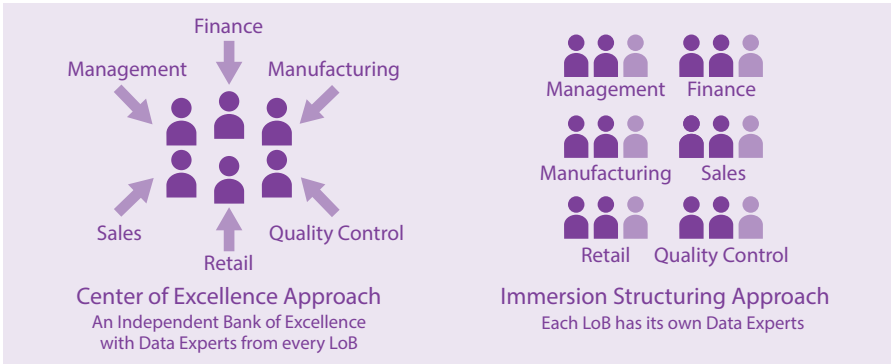 Finance
Management
Manufacturing
Sales
Quality Control
Retail
Center of Excellence Approach
An Independent Bank of Excellence
with Data Experts from every LoB
Management
Finance
Manufacturing
Sales
Retail
Quality Control
Immersion Structuring Approach
Each LoB has its own Data Experts